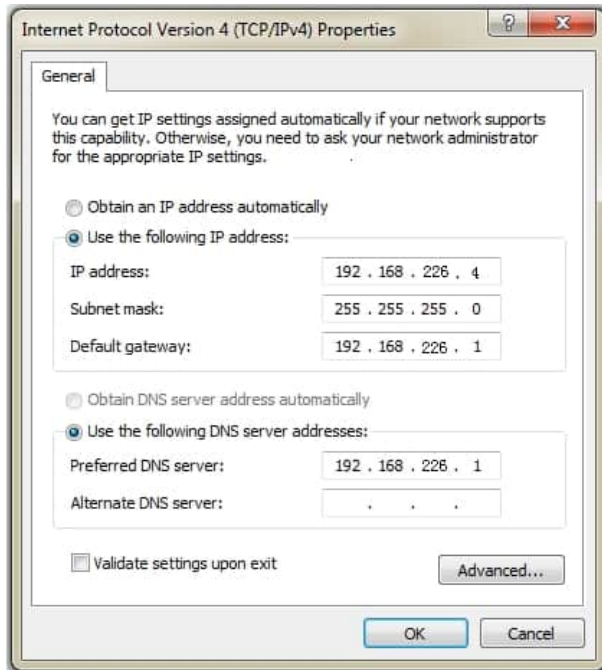 Internet Protocol Version 4 (TCP/IPv4) Properties
General
You can get IP settings assigned automatically if your network supports
this capability. Otherwise, you need to ask your network administrator
for the appropriate IP settings.
Obtain an IP address automatically
Use the following IP address:
IP address: 192 . 168 . 226 . 4
Subnet mask: 255 . 255 . 255 . 0
Default gateway: 192 . 168 . 226 . 1
Obtain DNS server address automatically
Use the following DNS server addresses:
Preferred DNS server: 192 . 168 . 226 . 1
Alternate DNS server: . . .
Validate settings upon exit
Advanced...
OK Cancel